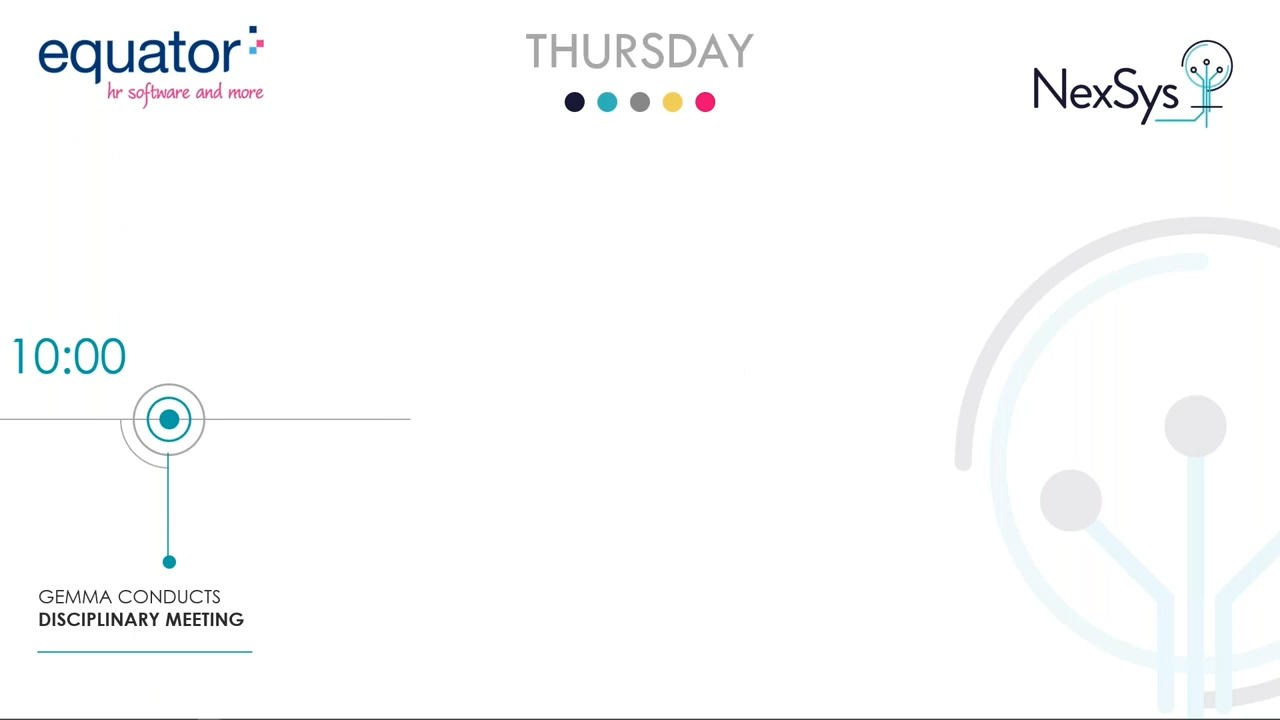 equator
hr software and more
THURSDAY
NexSys
10:00
GEMMA CONDUCTS
DISCIPLINARY MEETING